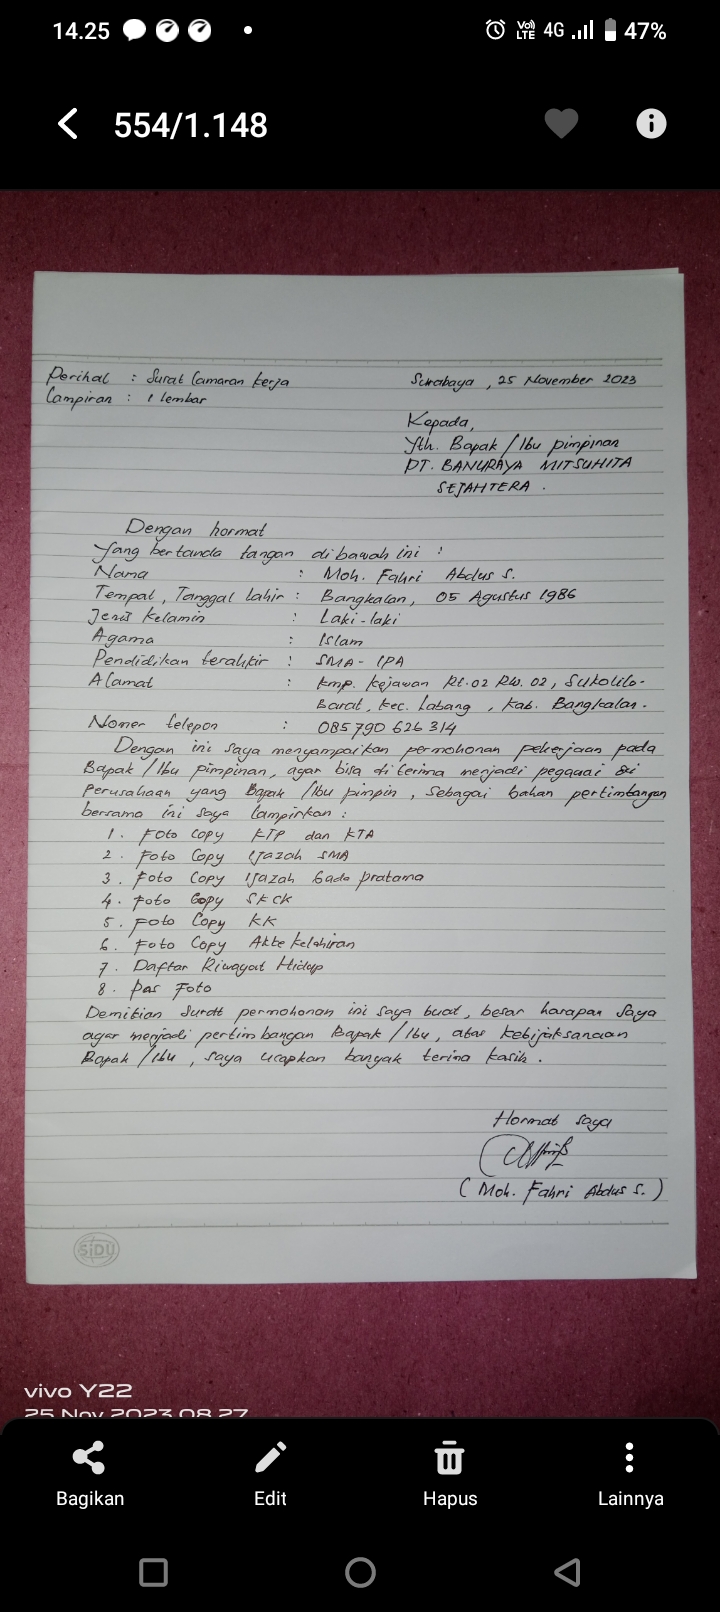 14.25 Vo) LTE 4G 47%
554/1.148
Perihal : Surat Lamaran Kerja
Surabaya , 25 November 2023
Lampiran : 1 lembar
Kepada,
Yth. Bapak / Ibu pimpinan
PT. BANURAYA MITSUHITA
SEJAHTERA .
Dengan hormat
Yang bertanda tangan dibawah ini :
Nama : Moh. Fahri Abdus S.
Tempat, Tanggal lahir : Bangkalan, 05 Agustus 1986
Jenis Kelamin : Laki-laki
Agama : Islam
Pendidikan terahkir : SMA - IPA
Alamat : Kmp. Kejawan Rt.02 RW. 02, Sukolilo-
Barat, Kec. Labang , Kab. Bangkalan.
Nomer telepon : 085790 626 314
Dengan ini saya menyampaikan permohonan pekerjaan pada
Bapak / Ibu pimpinan, agar bisa di terima menjadi pegawai di
Perusahaan yang Bapak / Ibu pimpin , Sebagai bahan pertimbangan
bersama ini saya lampirkan :
1. Foto Copy KTP dan KTA
2. Foto Copy Ijazah SMA
3. Foto Copy Ijazah Gada pratama
4. Foto Copy SKCK
5. Foto Copy KK
6. Foto Copy Akte Kelahiran
7. Daftar Riwayat Hidup
8. Pas Foto
Demikian Surat permohonan ini saya buat, besar harapan Saya
agar menjadi pertimbangan Bapak / Ibu, atas kebijaksanaan
Bapak / Ibu , saya ucapkan banyak terima kasih .
Hormat saya
( Moh. Fahri Abdus S. )
SiDU
vivo Y22
25 Nov 2023 08.27
Bagikan Edit Hapus Lainnya